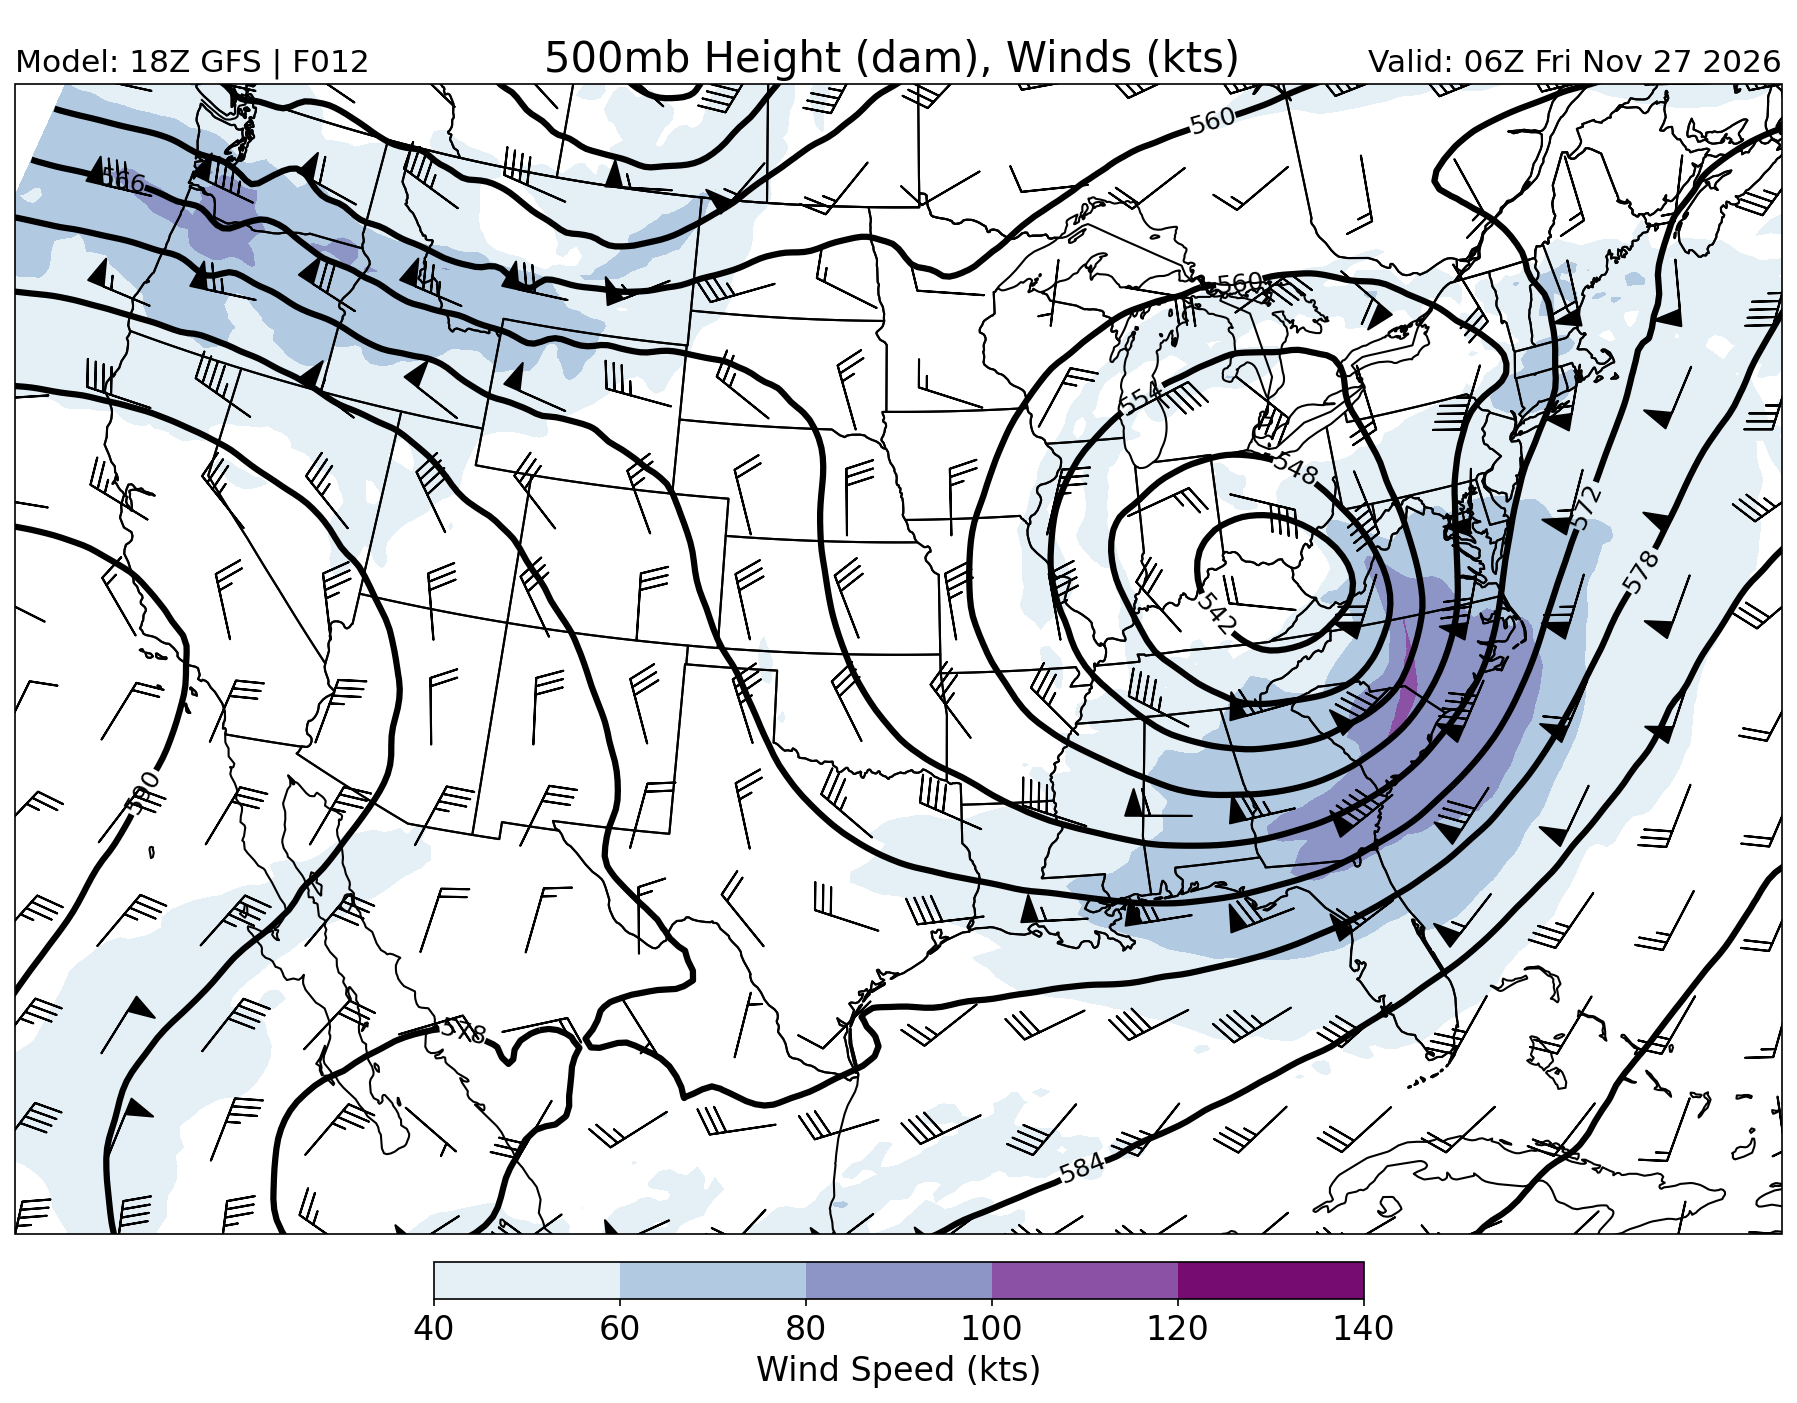 Model: 18Z GFS | F012
500mb Height (dam), Winds (kts)
Valid: 06Z Fri Nov 27 2026
560
566
560
554
548
572
578
542
590
578
584
40 60 80 100 120 140
Wind Speed (kts)